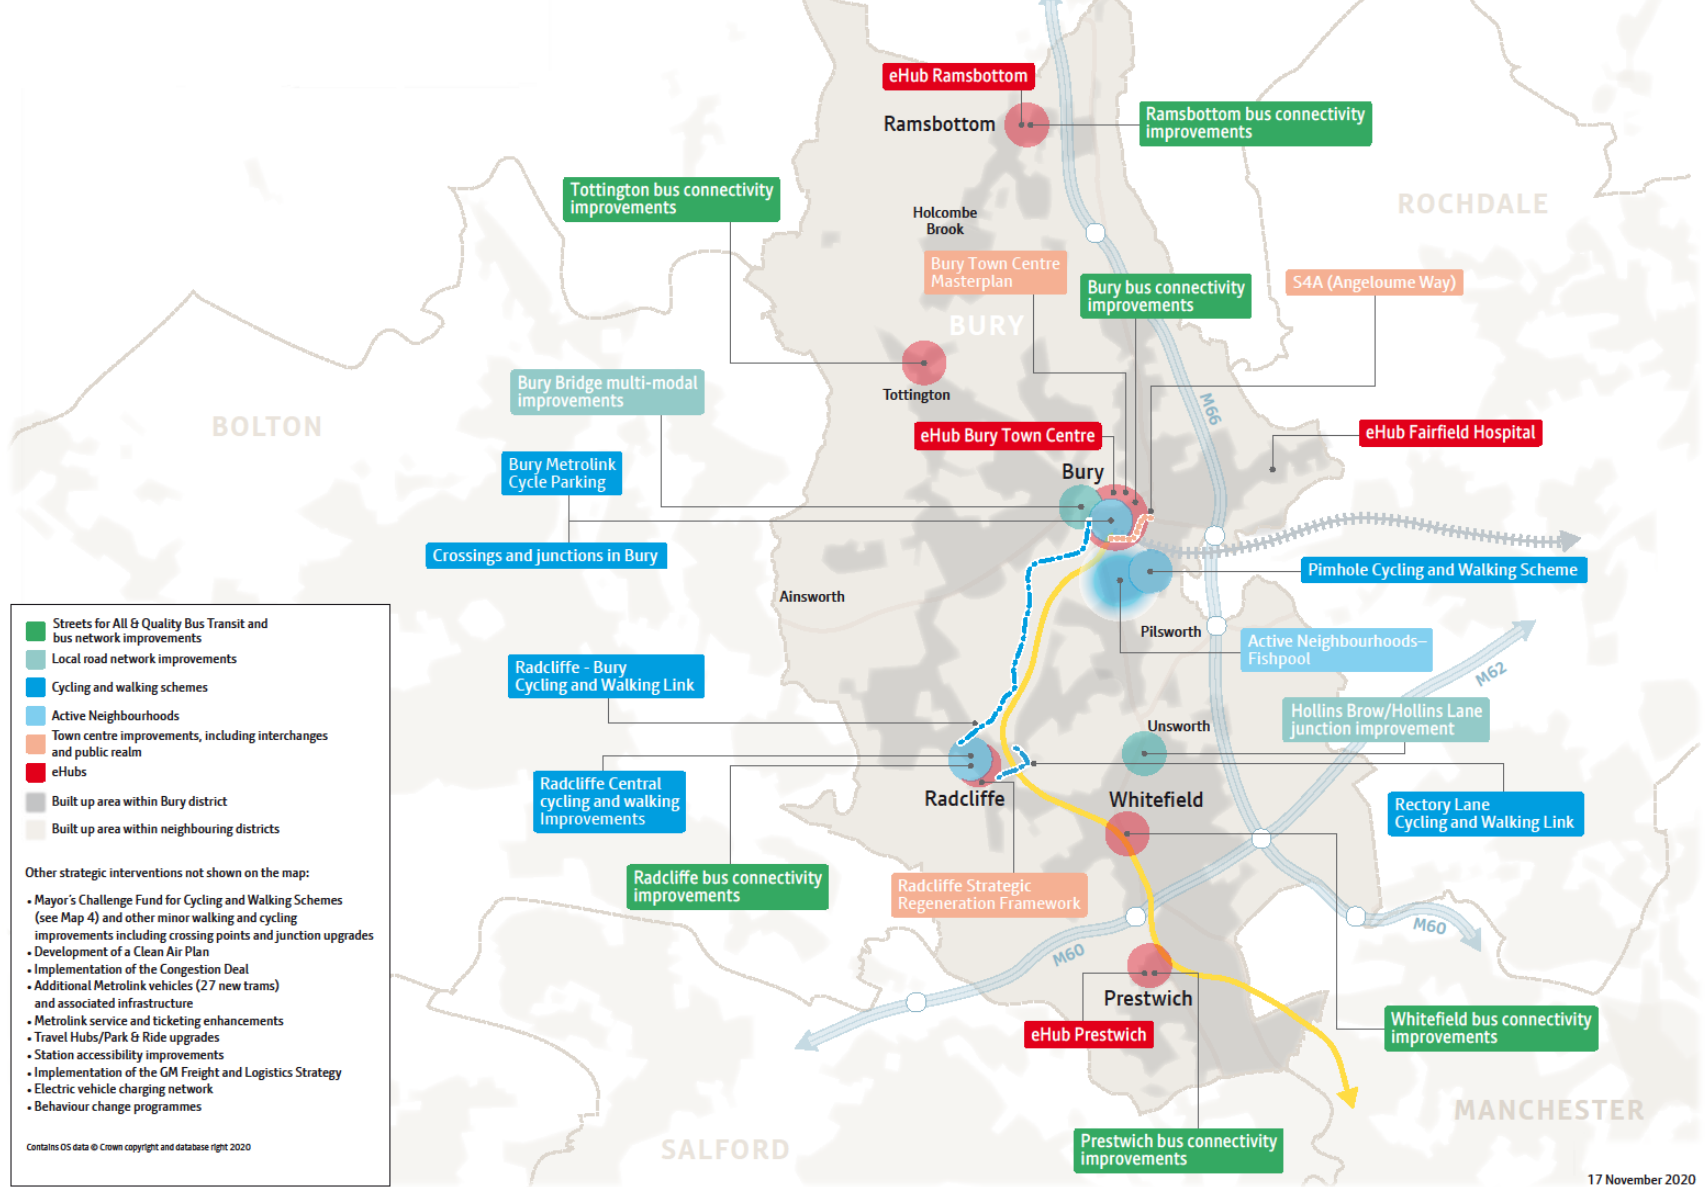 eHub Ramsbottom
Ramsbottom
Ramsbottom bus connectivity
improvements
Tottington bus connectivity
improvements
ROCHDALE
Holcombe
Brook
Bury Town Centre
Masterplan
Bury bus connectivity
improvements
S4A (Angeloume Way)
BURY
Bury Bridge multi-modal
improvements
Tottington
M66
BOLTON
eHub Bury Town Centre
eHub Fairfield Hospital
Bury Metrolink
Cycle Parking
Bury
Crossings and junctions in Bury
Pimhole Cycling and Walking Scheme
Ainsworth
Pilsworth
Active Neighbourhoods–
Fishpool
Radcliffe - Bury
Cycling and Walking Link
M62
Hollins Brow/Hollins Lane
junction improvement
Unsworth
Radcliffe Central
cycling and walking
Improvements
Radcliffe
Whitefield
Rectory Lane
Cycling and Walking Link
Radcliffe bus connectivity
improvements
Radcliffe Strategic
Regeneration Framework
M60
M60
Prestwich
eHub Prestwich
Whitefield bus connectivity
improvements
MANCHESTER
SALFORD
Prestwich bus connectivity
improvements
17 November 2020
Streets for All & Quality Bus Transit and
bus network improvements
Local road network improvements
Cycling and walking schemes
Active Neighbourhoods
Town centre improvements, including interchanges
and public realm
eHubs
Built up area within Bury district
Built up area within neighbouring districts
Other strategic interventions not shown on the map:
• Mayor's Challenge Fund for Cycling and Walking Schemes
(see Map 4) and other minor walking and cycling
improvements including crossing points and junction upgrades
• Development of a Clean Air Plan
• Implementation of the Congestion Deal
• Additional Metrolink vehicles (27 new trams)
and associated infrastructure
• Metrolink service and ticketing enhancements
• Travel Hubs/Park & Ride upgrades
• Station accessibility improvements
• Implementation of the GM Freight and Logistics Strategy
• Electric vehicle charging network
• Behaviour change programmes
Contains OS data © Crown copyright and database right 2020